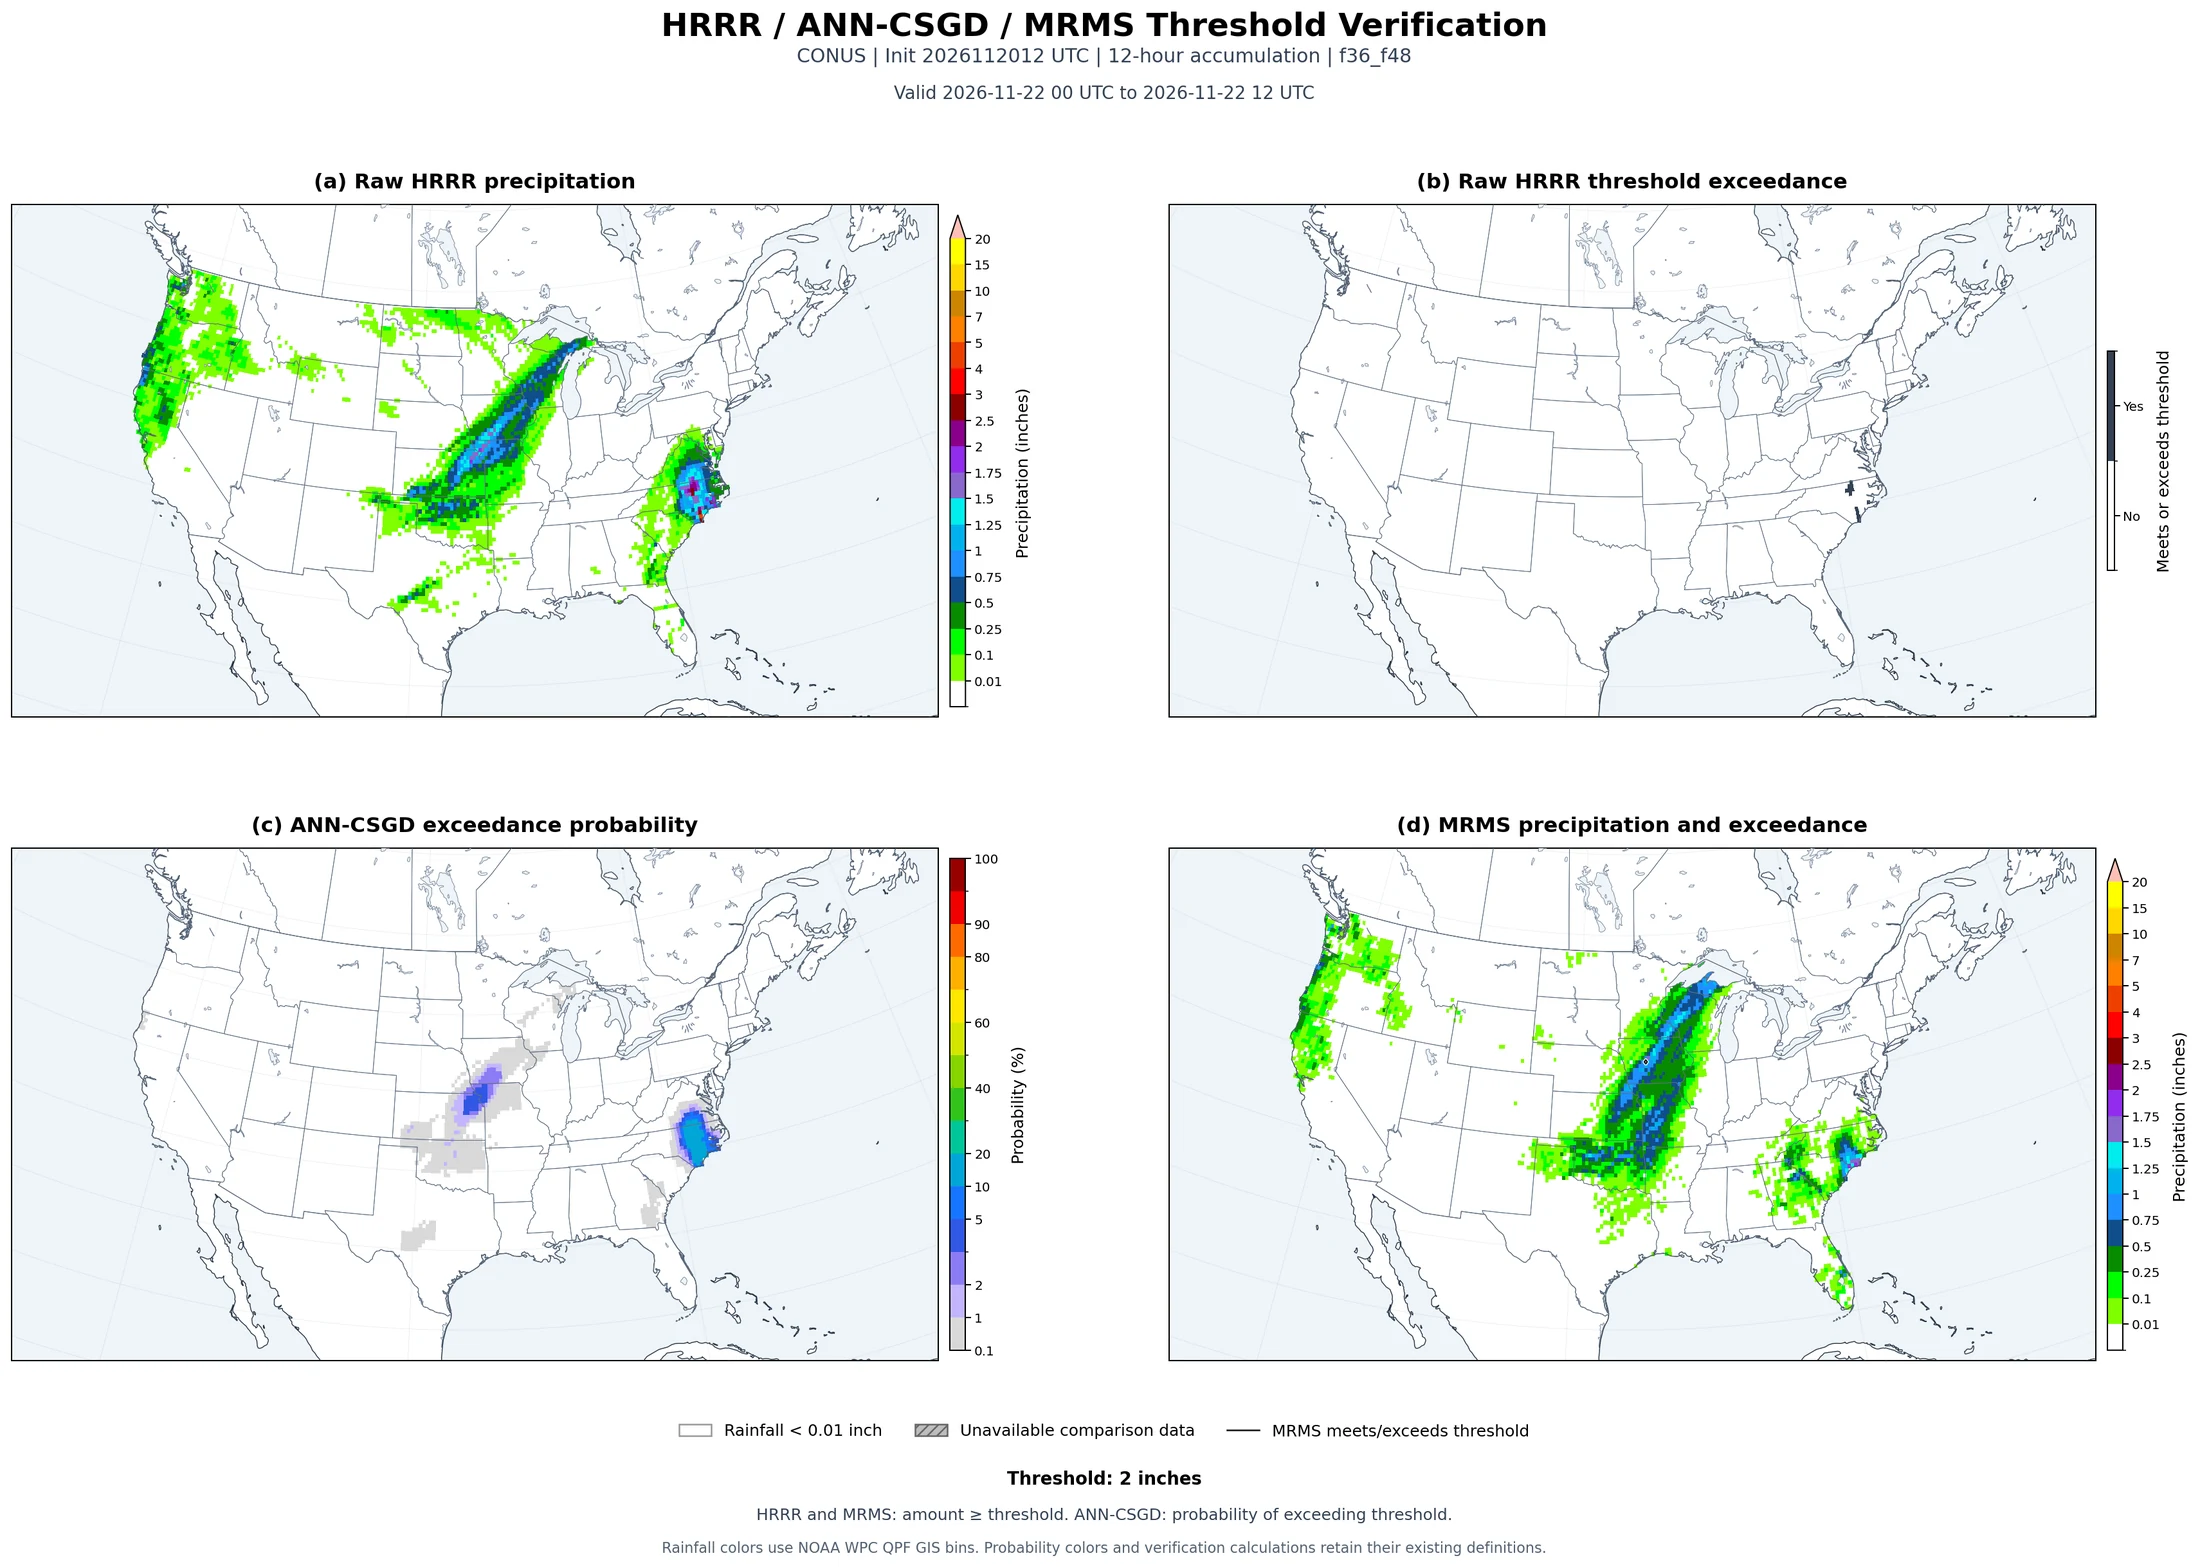 HRRR / ANN-CSGD / MRMS Threshold Verification
CONUS | Init 2026112012 UTC | 12-hour accumulation | f36_f48
Valid 2026-11-22 00 UTC to 2026-11-22 12 UTC
(a) Raw HRRR precipitation
20
15
10
7
5
4
3
2.5
2
1.75
1.5
1.25
1
0.75
0.5
0.25
0.1
0.01
Precipitation (inches)
(b) Raw HRRR threshold exceedance
Yes
No
Meets or exceeds threshold
(c) ANN-CSGD exceedance probability
100
90
80
60
40
20
10
5
2
1
0.1
Probability (%)
(d) MRMS precipitation and exceedance
20
15
10
7
5
4
3
2.5
2
1.75
1.5
1.25
1
0.75
0.5
0.25
0.1
0.01
Precipitation (inches)
Rainfall < 0.01 inch
Unavailable comparison data
MRMS meets/exceeds threshold
Threshold: 2 inches
HRRR and MRMS: amount ≥ threshold. ANN-CSGD: probability of exceeding threshold.
Rainfall colors use NOAA WPC QPF GIS bins. Probability colors and verification calculations retain their existing definitions.